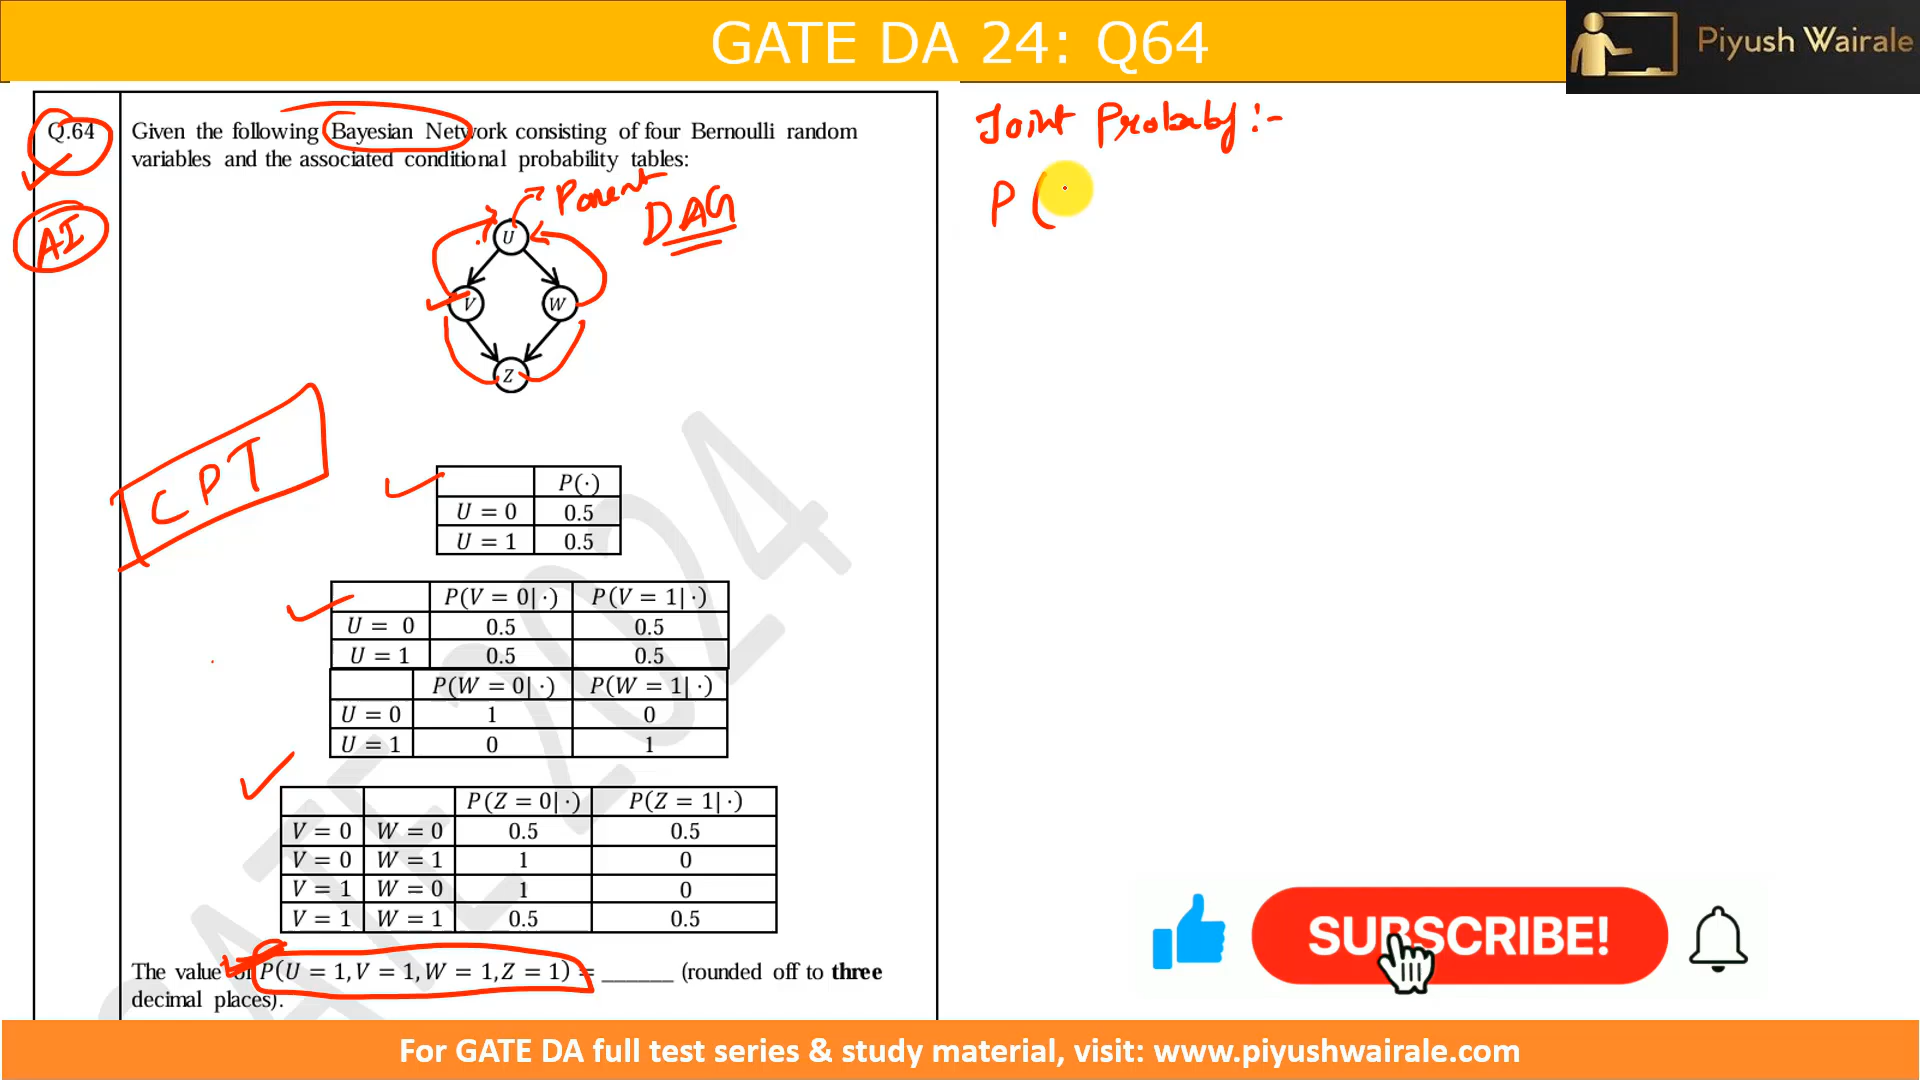 GATE DA 24: Q64
Piyush Wairale
Q.64
Given the following Bayesian Network consisting of four Bernoulli random
variables and the associated conditional probability tables:
Parent
DAG
AI
U
V
W
Z
CPT
P(·)
U = 0 0.5
U = 1 0.5
P(V = 0| ·) P(V = 1| ·)
U = 0 0.5 0.5
U = 1 0.5 0.5
P(W = 0| ·) P(W = 1| ·)
U = 0 1 0
U = 1 0 1
P(Z = 0| ·) P(Z = 1| ·)
V = 0 W = 0 0.5 0.5
V = 0 W = 1 1 0
V = 1 W = 0 1 0
V = 1 W = 1 0.5 0.5
The value of P(U = 1, V = 1, W = 1, Z = 1) = ______ (rounded off to three
decimal places).
GATE 2024
Joint Probaby :-
P (
SUBSCRIBE!
For GATE DA full test series & study material, visit: www.piyushwairale.com